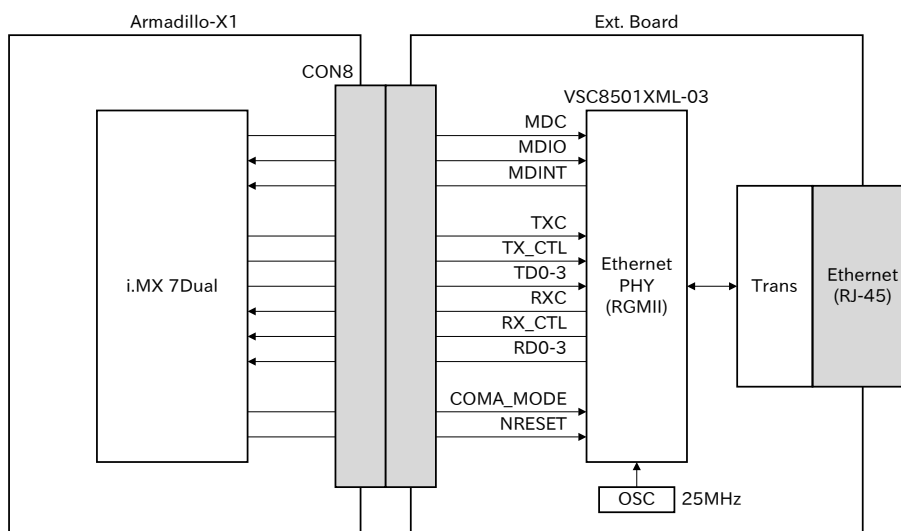 Armadillo-X1
Ext. Board
CON8
VSC8501XML-03
MDC
MDIO
MDINT
TXC
TX_CTL
TD0-3
RXC
RX_CTL
RD0-3
COMA_MODE
NRESET
i.MX 7Dual
Ethernet
PHY
(RGMII)
Trans
Ethernet
(RJ-45)
OSC
25MHz